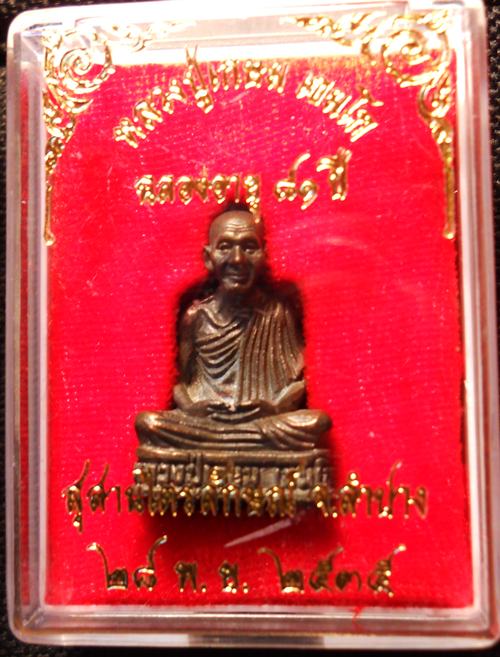 หลวงปู่เกษม เขมโก
ฉลองอายุ ๘๑ ปี
สุสานไตรลักษณ์ จ.ลำปาง
๒๘ พ.ย. ๒๕๓๕